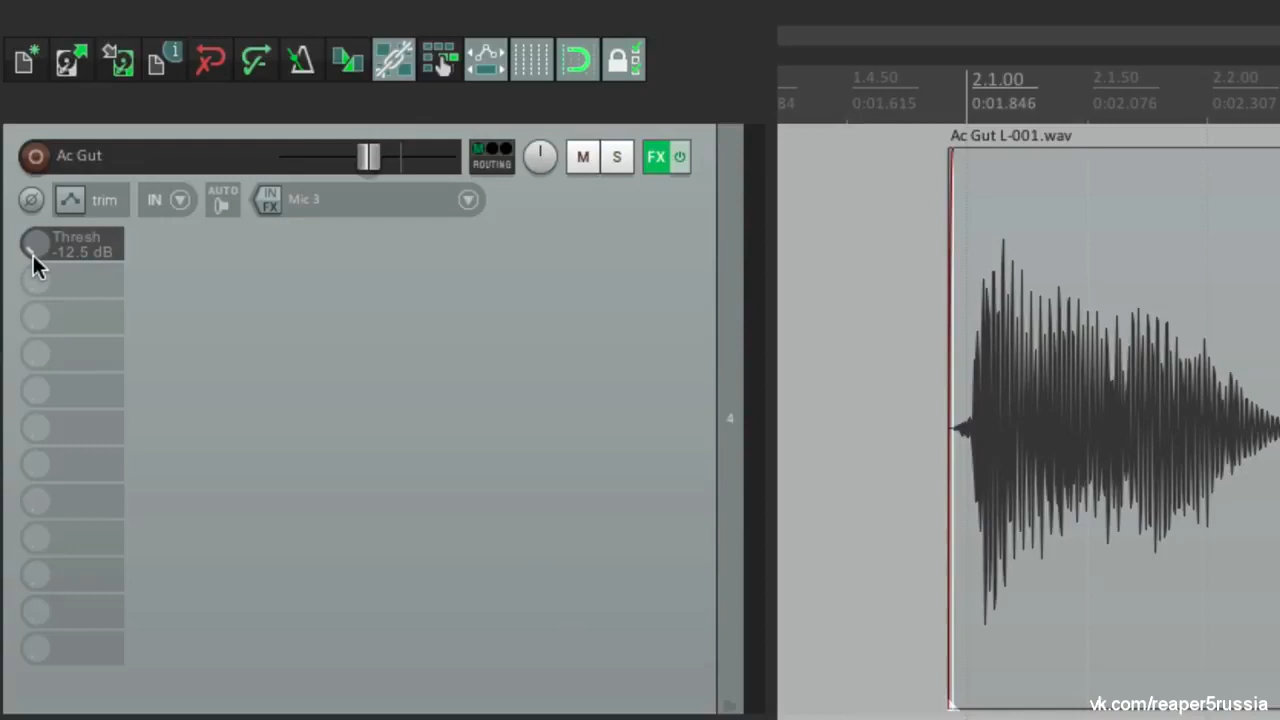 1.4.50
2.1.00
2.1.50
2.2.00
84
0:01.615
0:01.846
0:02.076
0:02.307
Ac Gut L-001.wav
Ac Gut
M
ROUTING
M
S
FX
trim
IN
AUTO
IN
FX
Mic 3
Thresh
-12.5 dB
4
vk.com/reaper5russia